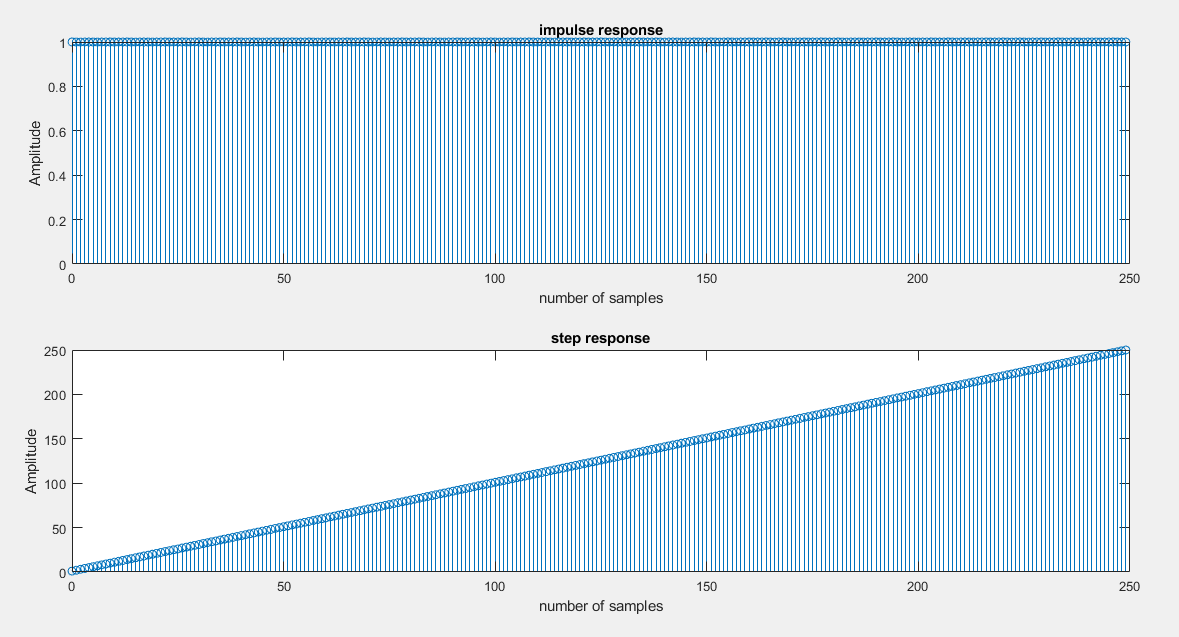 impulse response
1
0.8
0.6
0.4
0.2
0
Amplitude
0 50 100 150 200 250
number of samples
step response
250
200
150
100
50
0
Amplitude
0 50 100 150 200 250
number of samples